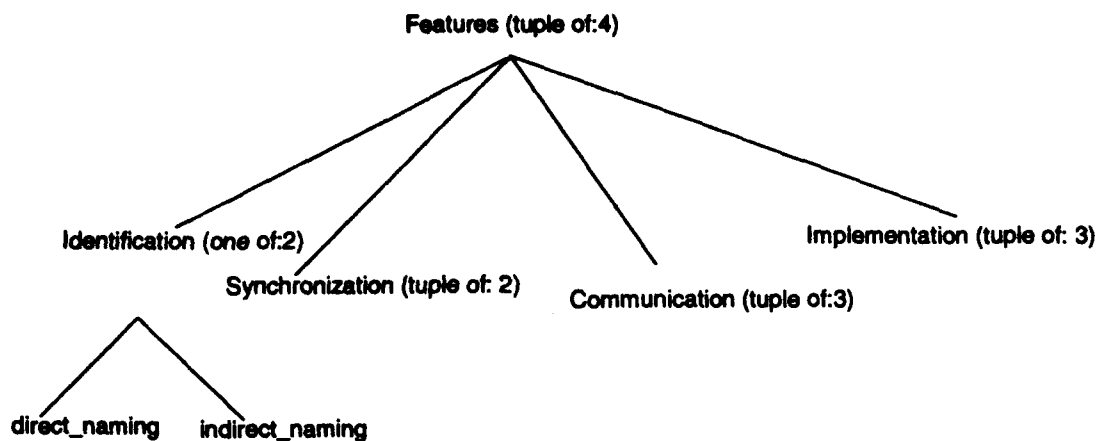 Features (tuple of:4)
Identification (one of:2)
Implementation (tuple of: 3)
Synchronization (tuple of: 2)
Communication (tuple of:3)
direct_naming
indirect_naming